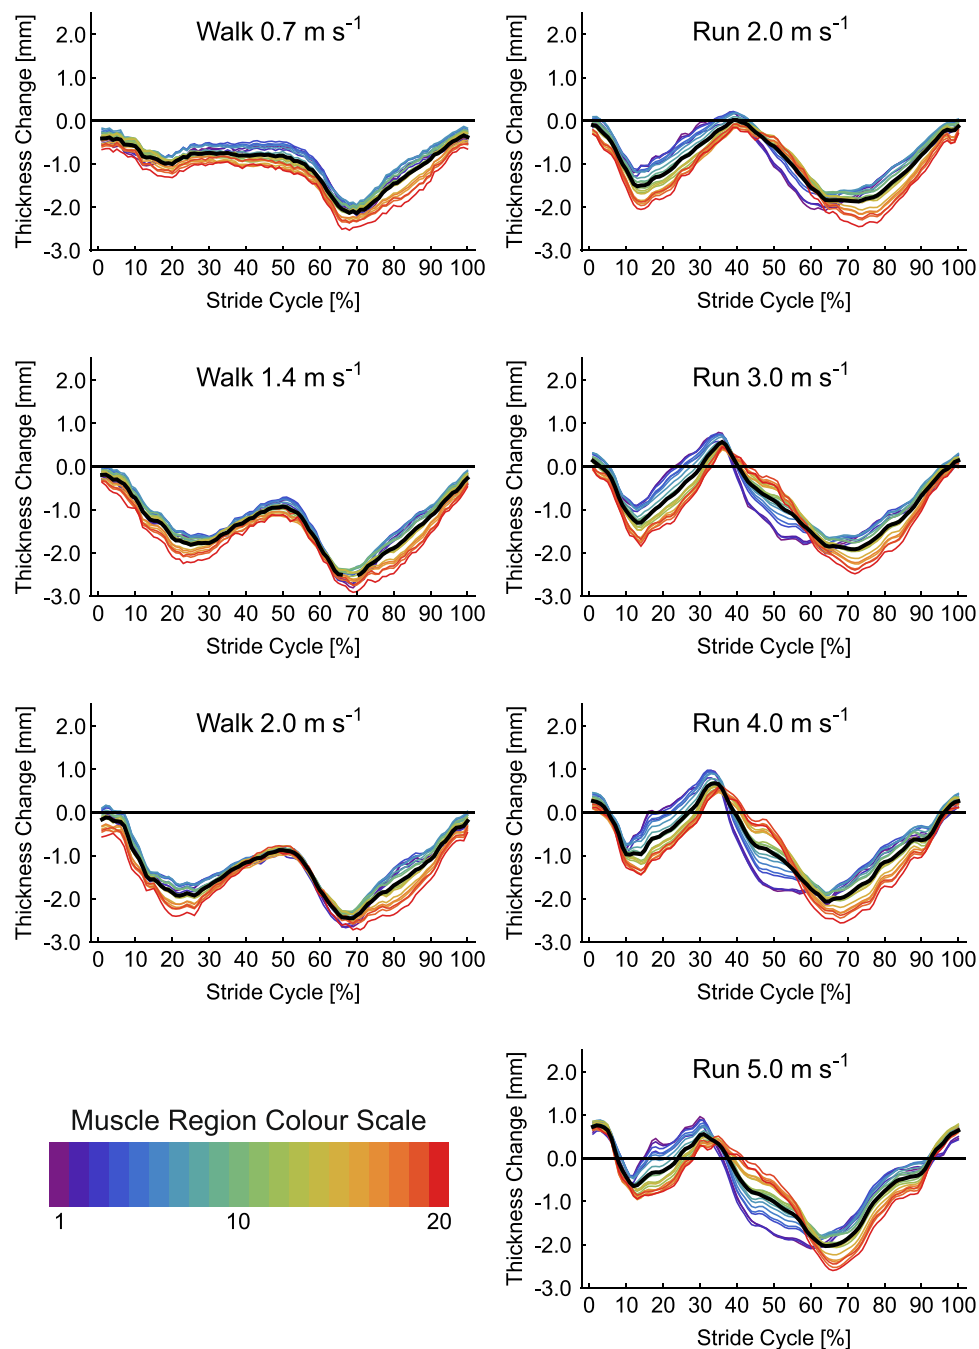 Walk 0.7 m s⁻¹
Thickness Change [mm]
2.0
1.0
0.0
-1.0
-2.0
-3.0
0 10 20 30 40 50 60 70 80 90 100
Stride Cycle [%]
Run 2.0 m s⁻¹
Thickness Change [mm]
2.0
1.0
0.0
-1.0
-2.0
-3.0
0 10 20 30 40 50 60 70 80 90 100
Stride Cycle [%]
Walk 1.4 m s⁻¹
Thickness Change [mm]
2.0
1.0
0.0
-1.0
-2.0
-3.0
0 10 20 30 40 50 60 70 80 90 100
Stride Cycle [%]
Run 3.0 m s⁻¹
Thickness Change [mm]
2.0
1.0
0.0
-1.0
-2.0
-3.0
0 10 20 30 40 50 60 70 80 90 100
Stride Cycle [%]
Walk 2.0 m s⁻¹
Thickness Change [mm]
2.0
1.0
0.0
-1.0
-2.0
-3.0
0 10 20 30 40 50 60 70 80 90 100
Stride Cycle [%]
Run 4.0 m s⁻¹
Thickness Change [mm]
2.0
1.0
0.0
-1.0
-2.0
-3.0
0 10 20 30 40 50 60 70 80 90 100
Stride Cycle [%]
Muscle Region Colour Scale
1 10 20
Run 5.0 m s⁻¹
Thickness Change [mm]
2.0
1.0
0.0
-1.0
-2.0
-3.0
0 10 20 30 40 50 60 70 80 90 100
Stride Cycle [%]